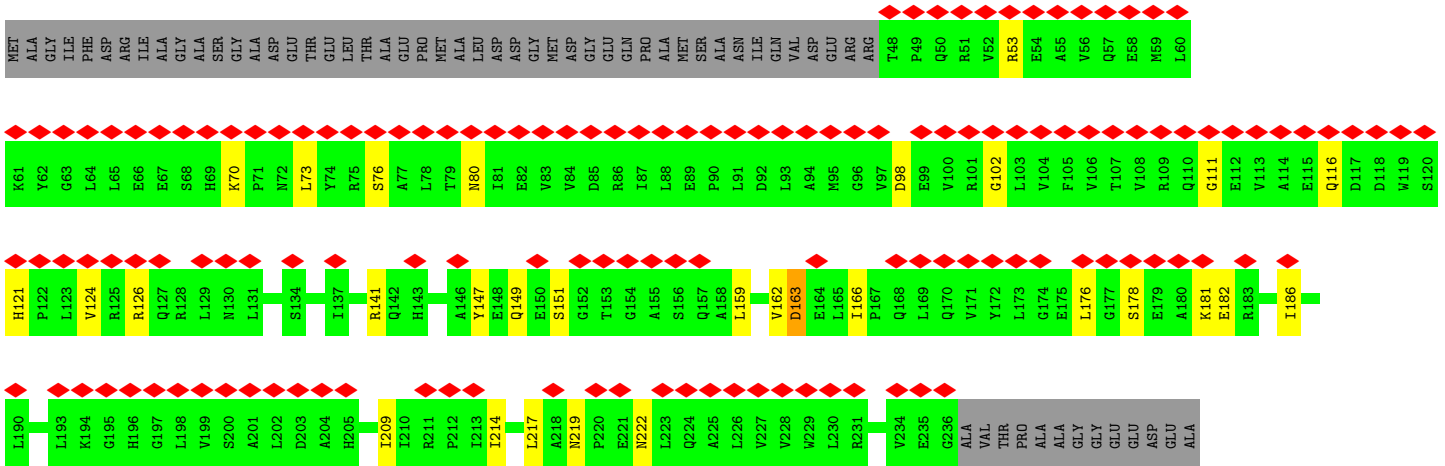 MET ALA GLY ILE PHE ASP ARG ILE ALA GLY ALA SER GLY ALA ASP GLU THR GLU LEU THR ALA GLU PRO MET ALA LEU ASP ASP GLY MET ASP GLY GLU GLN PRO ALA MET SER ALA ASN ILE GLN VAL ASP GLU ARG ARG T48 P49 Q50 R51 V52 R53 E54 A55 V56 Q57 E58 M59 L60
K61 Y62 G63 L64 L65 E66 E67 S68 H69 K70 P71 N72 L73 Y74 R75 S76 A77 L78 T79 N80 I81 E82 V83 V84 D85 R86 I87 L88 E89 P90 L91 D92 L93 A94 M95 G96 V97 D98 E99 V100 R101 G102 L103 V104 F105 V106 T107 V108 R109 Q110 G111 E112 V113 A114 E115 Q116 D117 D118 W119 S120
H121 P122 L123 V124 R125 R126 Q127 R128 L129 N130 L131 S134 I137 R141 Q142 H143 A146 Y147 E148 Q149 E150 S151 G152 T153 G154 A155 S156 Q157 A158 L159 V162 D163 E164 L165 I166 P167 Q168 L169 Q170 V171 Y172 L173 G174 E175 L176 G177 S178 E179 A180 K181 E182 R183 I186
L190 L193 K194 G195 H196 G197 L198 V199 S200 A201 L202 D203 A204 H205 I209 I210 R211 P212 I213 I214 L217 A218 N219 P220 E221 N222 L223 Q224 A225 L226 V227 V228 W229 L230 R231 V234 E235 G236 ALA VAL THR PRO ALA ALA GLY GLY GLU GLU ASP GLU ALA